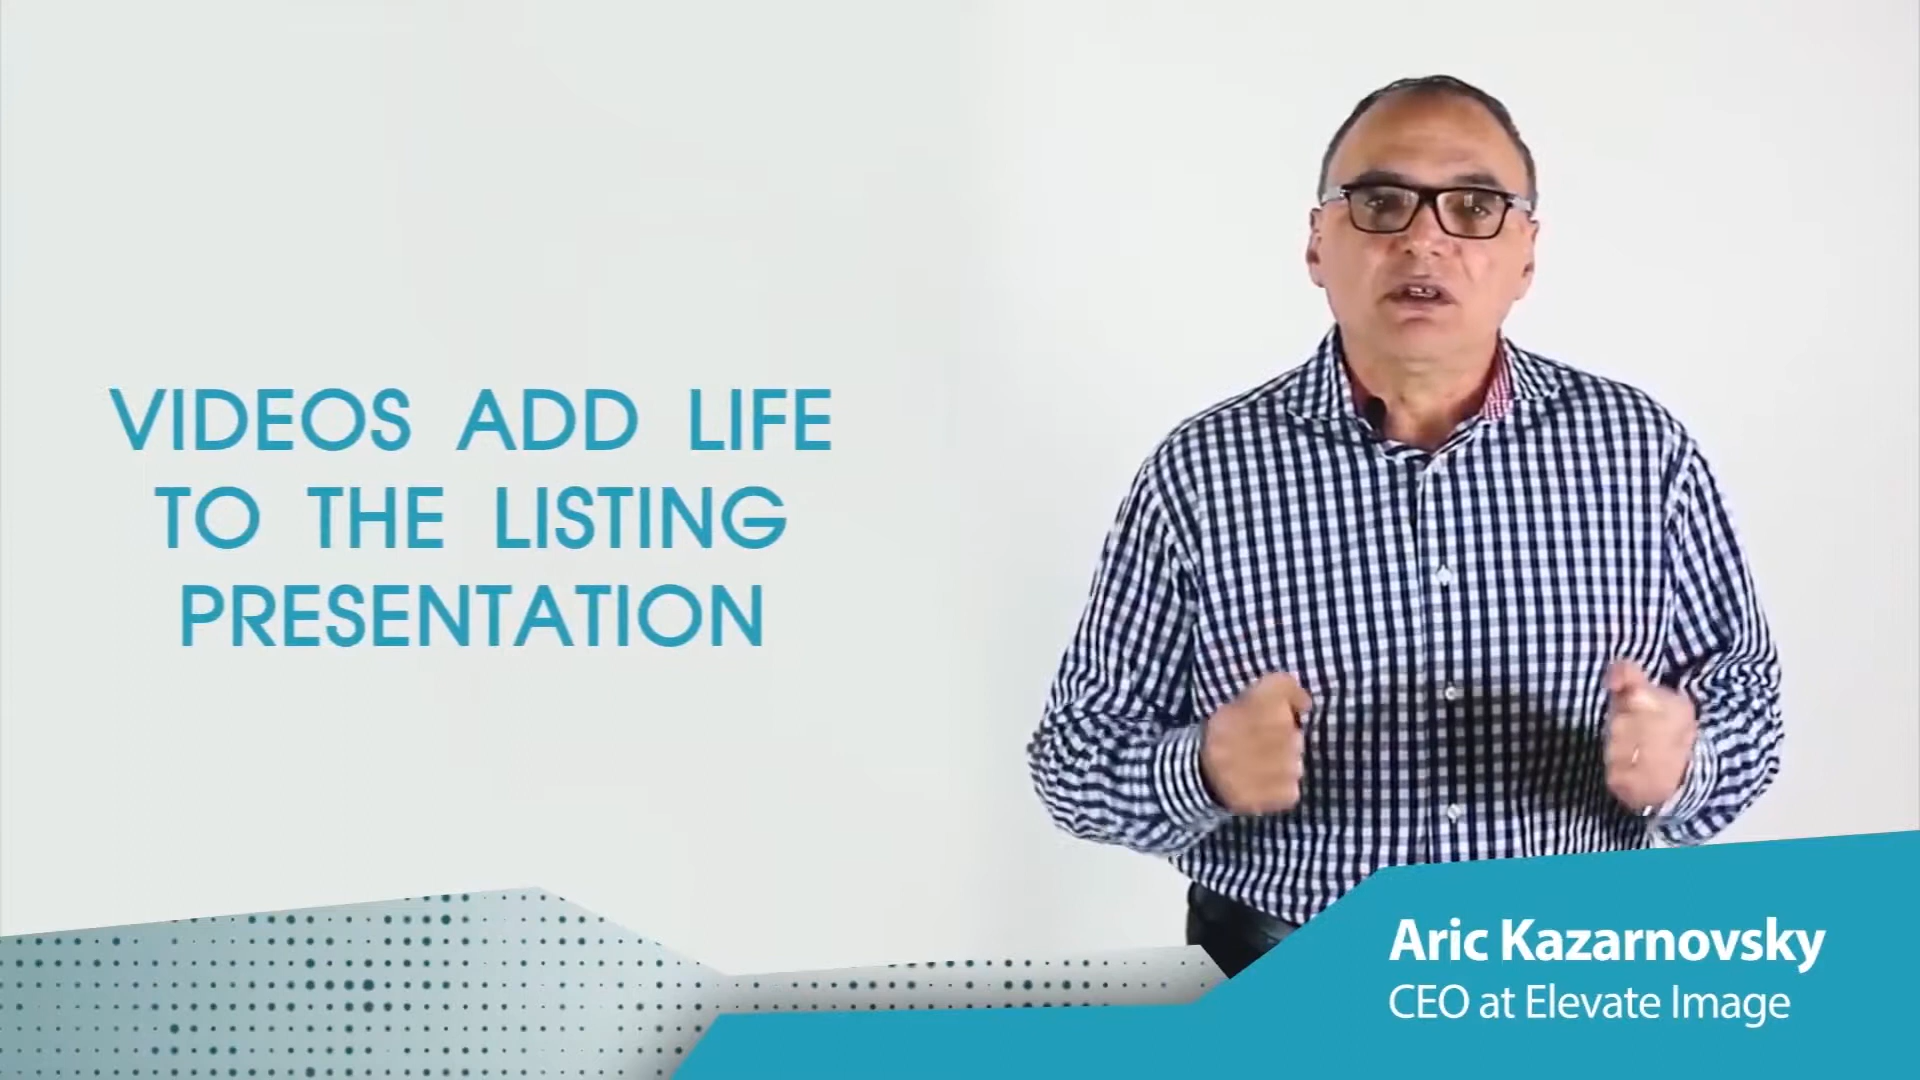 VIDEOS ADD LIFE
TO THE LISTING
PRESENTATION
Aric Kazarnovsky
CEO at Elevate Image